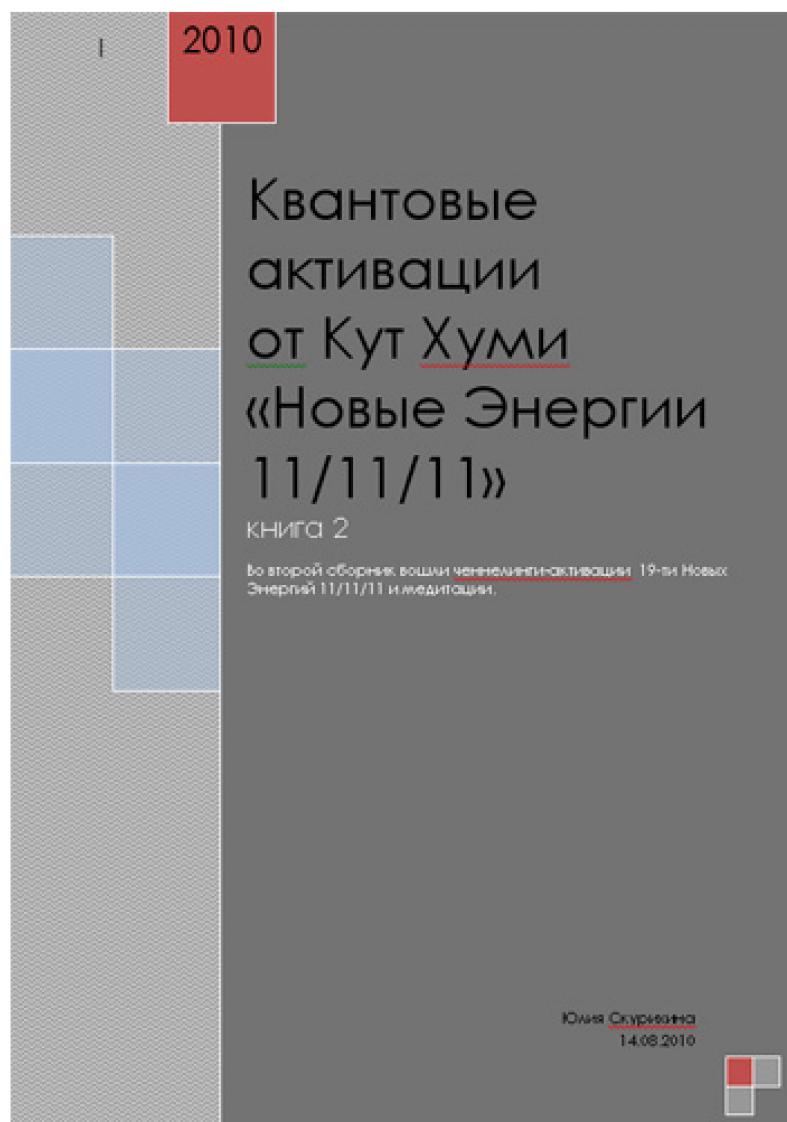 2010
Квантовые
активации
от Кут Хуми
«Новые Энергии
11/11/11»
книга 2
Во второй сборник вошли ченнелинги-активации 19-ти Новых
Энергий 11/11/11 и медитации.
Юлия Скурихина
14.08.2010